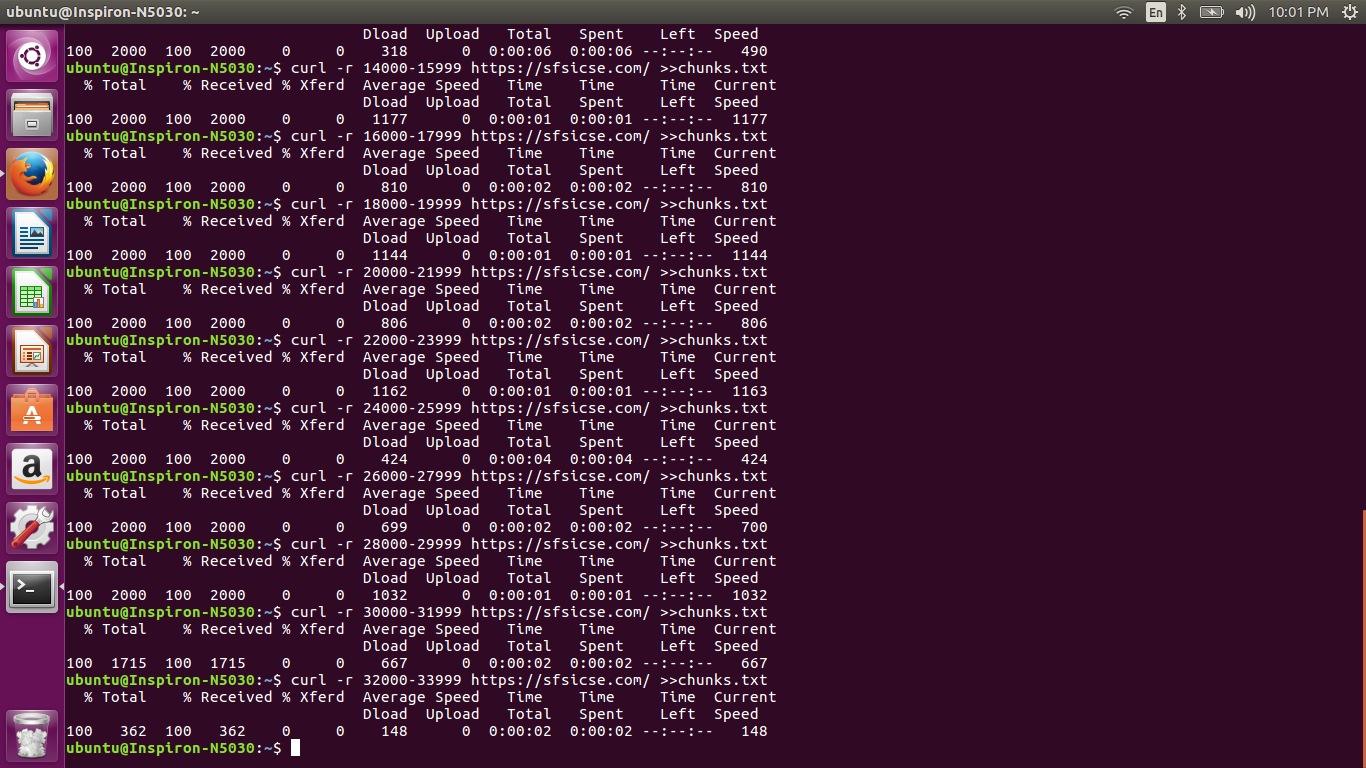 ubuntu@Inspiron-N5030: ~ En 10:01 PM
Dload Upload Total Spent Left Speed
100 2000 100 2000 0 0 318 0 0:00:06 0:00:06 --:--:-- 490
ubuntu@Inspiron-N5030:~$ curl -r 14000-15999 https://sfsicse.com/ >>chunks.txt
% Total % Received % Xferd Average Speed Time Time Time Current
Dload Upload Total Spent Left Speed
100 2000 100 2000 0 0 1177 0 0:00:01 0:00:01 --:--:-- 1177
ubuntu@Inspiron-N5030:~$ curl -r 16000-17999 https://sfsicse.com/ >>chunks.txt
% Total % Received % Xferd Average Speed Time Time Time Current
Dload Upload Total Spent Left Speed
100 2000 100 2000 0 0 810 0 0:00:02 0:00:02 --:--:-- 810
ubuntu@Inspiron-N5030:~$ curl -r 18000-19999 https://sfsicse.com/ >>chunks.txt
% Total % Received % Xferd Average Speed Time Time Time Current
Dload Upload Total Spent Left Speed
100 2000 100 2000 0 0 1144 0 0:00:01 0:00:01 --:--:-- 1144
ubuntu@Inspiron-N5030:~$ curl -r 20000-21999 https://sfsicse.com/ >>chunks.txt
% Total % Received % Xferd Average Speed Time Time Time Current
Dload Upload Total Spent Left Speed
100 2000 100 2000 0 0 806 0 0:00:02 0:00:02 --:--:-- 806
ubuntu@Inspiron-N5030:~$ curl -r 22000-23999 https://sfsicse.com/ >>chunks.txt
% Total % Received % Xferd Average Speed Time Time Time Current
Dload Upload Total Spent Left Speed
100 2000 100 2000 0 0 1162 0 0:00:01 0:00:01 --:--:-- 1163
ubuntu@Inspiron-N5030:~$ curl -r 24000-25999 https://sfsicse.com/ >>chunks.txt
% Total % Received % Xferd Average Speed Time Time Time Current
Dload Upload Total Spent Left Speed
100 2000 100 2000 0 0 424 0 0:00:04 0:00:04 --:--:-- 424
ubuntu@Inspiron-N5030:~$ curl -r 26000-27999 https://sfsicse.com/ >>chunks.txt
% Total % Received % Xferd Average Speed Time Time Time Current
Dload Upload Total Spent Left Speed
100 2000 100 2000 0 0 699 0 0:00:02 0:00:02 --:--:-- 700
ubuntu@Inspiron-N5030:~$ curl -r 28000-29999 https://sfsicse.com/ >>chunks.txt
% Total % Received % Xferd Average Speed Time Time Time Current
Dload Upload Total Spent Left Speed
100 2000 100 2000 0 0 1032 0 0:00:01 0:00:01 --:--:-- 1032
ubuntu@Inspiron-N5030:~$ curl -r 30000-31999 https://sfsicse.com/ >>chunks.txt
% Total % Received % Xferd Average Speed Time Time Time Current
Dload Upload Total Spent Left Speed
100 1715 100 1715 0 0 667 0 0:00:02 0:00:02 --:--:-- 667
ubuntu@Inspiron-N5030:~$ curl -r 32000-33999 https://sfsicse.com/ >>chunks.txt
% Total % Received % Xferd Average Speed Time Time Time Current
Dload Upload Total Spent Left Speed
100 362 100 362 0 0 148 0 0:00:02 0:00:02 --:--:-- 148
ubuntu@Inspiron-N5030:~$